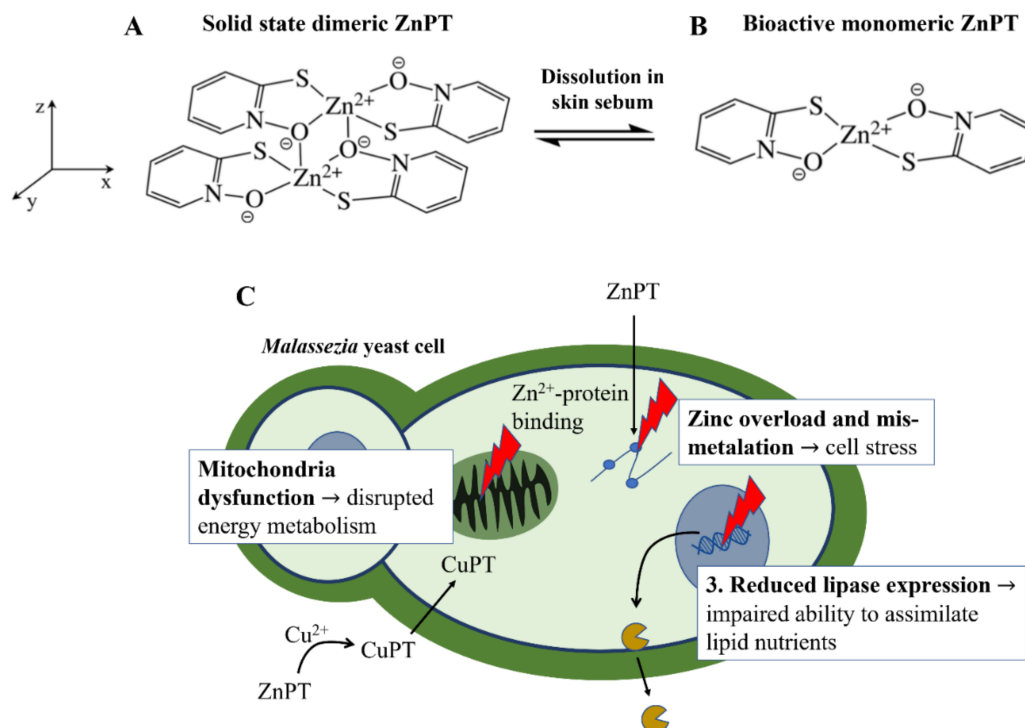 A
Solid state dimeric ZnPT
B
Bioactive monomeric ZnPT
z
x
y
S
O
⊖
N
Zn²⁺
N
O
⊖
S
S
O
⊖
N
Zn²⁺
N
O
⊖
S
Dissolution in
skin sebum
S
O
⊖
N
Zn²⁺
N
O
⊖
S
C
ZnPT
Malassezia yeast cell
Zn²⁺-protein
binding
Zinc overload and mis-
metalation → cell stress
Mitochondria
dysfunction → disrupted
energy metabolism
CuPT
3. Reduced lipase expression →
impaired ability to assimilate
lipid nutrients
Cu²⁺
CuPT
ZnPT